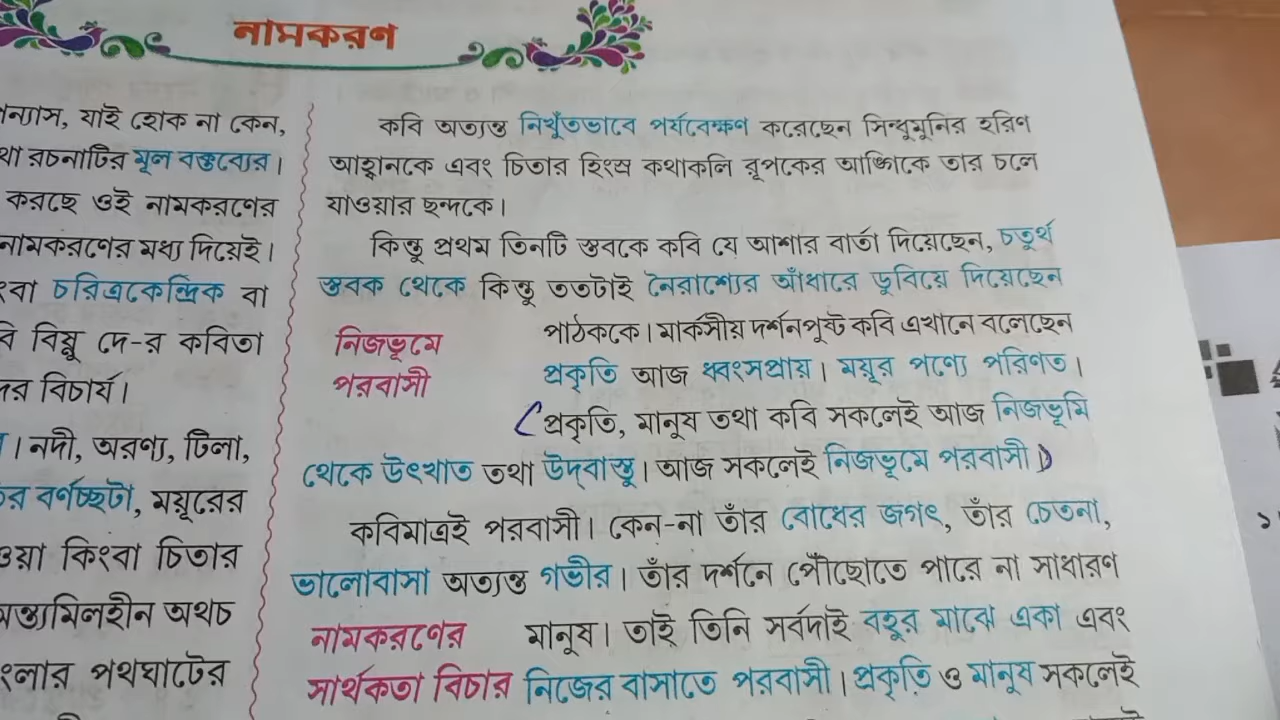 নামকরণ
যাই হোক না কেন,
রচনাটির মূল বক্তব্যের।
করছে ওই নামকরণের
নামকরণের মধ্য দিয়েই।
চরিত্রকেন্দ্রিক বা
বিষ্ণু দে-র কবিতা
বিচার্য।
। নদী, অরণ্য, টিলা,
বর্ণচ্ছটা, ময়ূরের
কিংবা চিতার
অন্ত্যমিলহীন অথচ
পথঘাটের
কবি অত্যন্ত নিখুঁতভাবে পর্যবেক্ষণ করেছেন সিন্ধুমুনির হরিণ
আহ্বানকে এবং চিতার হিংস্র কথাকলি রূপকের আঙ্গিকে তার চলে
যাওয়ার ছন্দকে।
কিন্তু প্রথম তিনটি স্তবকে কবি যে আশার বার্তা দিয়েছেন, চতুর্থ
স্তবক থেকে কিন্তু ততটাই নৈরাশ্যের আঁধারে ডুবিয়ে দিয়েছেন
নিজভূমে
পরবাসী
পাঠককে। মার্কসীয় দর্শনপুষ্ট কবি এখানে বলেছেন
প্রকৃতি আজ ধ্বংসপ্রায়। ময়ূর পণ্যে পরিণত।
(প্রকৃতি, মানুষ তথা কবি সকলেই আজ নিজভূমি
থেকে উৎখাত তথা উদ্‌বাস্তু। আজ সকলেই নিজভূমে পরবাসী।)
কবিমাত্রই পরবাসী। কেন-না তাঁর বোধের জগৎ, তাঁর চেতনা,
ভালোবাসা অত্যন্ত গভীর। তাঁর দর্শনে পৌঁছোতে পারে না সাধারণ
নামকরণের
সার্থকতা বিচার
মানুষ। তাই তিনি সর্বদাই বহুর মাঝে একা এবং
নিজের বাসাতে পরবাসী। প্রকৃতি ও মানুষ সকলেই